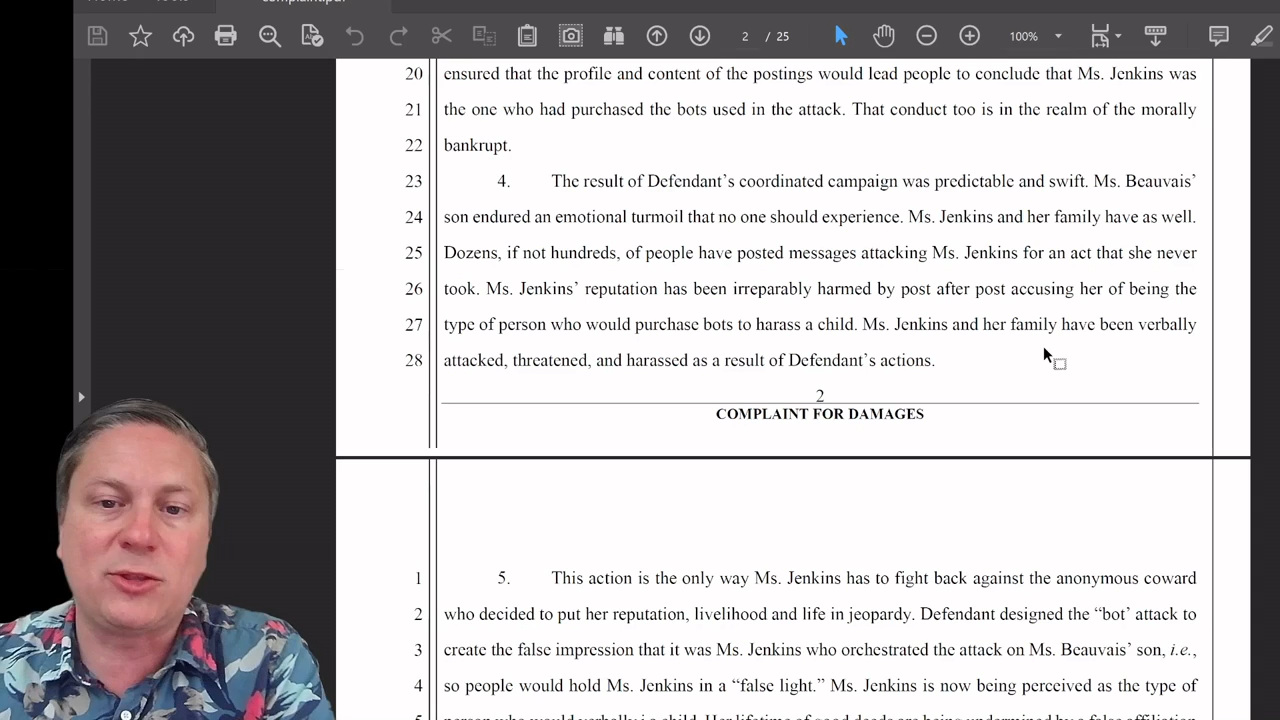 complaint.pdf
2 / 25
100%
20 ensured that the profile and content of the postings would lead people to conclude that Ms. Jenkins was
21 the one who had purchased the bots used in the attack. That conduct too is in the realm of the morally
22 bankrupt.
23 4. The result of Defendant’s coordinated campaign was predictable and swift. Ms. Beauvais’
24 son endured an emotional turmoil that no one should experience. Ms. Jenkins and her family have as well.
25 Dozens, if not hundreds, of people have posted messages attacking Ms. Jenkins for an act that she never
26 took. Ms. Jenkins’ reputation has been irreparably harmed by post after post accusing her of being the
27 type of person who would purchase bots to harass a child. Ms. Jenkins and her family have been verbally
28 attacked, threatened, and harassed as a result of Defendant’s actions.
2
COMPLAINT FOR DAMAGES
1 5. This action is the only way Ms. Jenkins has to fight back against the anonymous coward
2 who decided to put her reputation, livelihood and life in jeopardy. Defendant designed the “bot’ attack to
3 create the false impression that it was Ms. Jenkins who orchestrated the attack on Ms. Beauvais’ son, i.e.,
4 so people would hold Ms. Jenkins in a “false light.” Ms. Jenkins is now being perceived as the type of